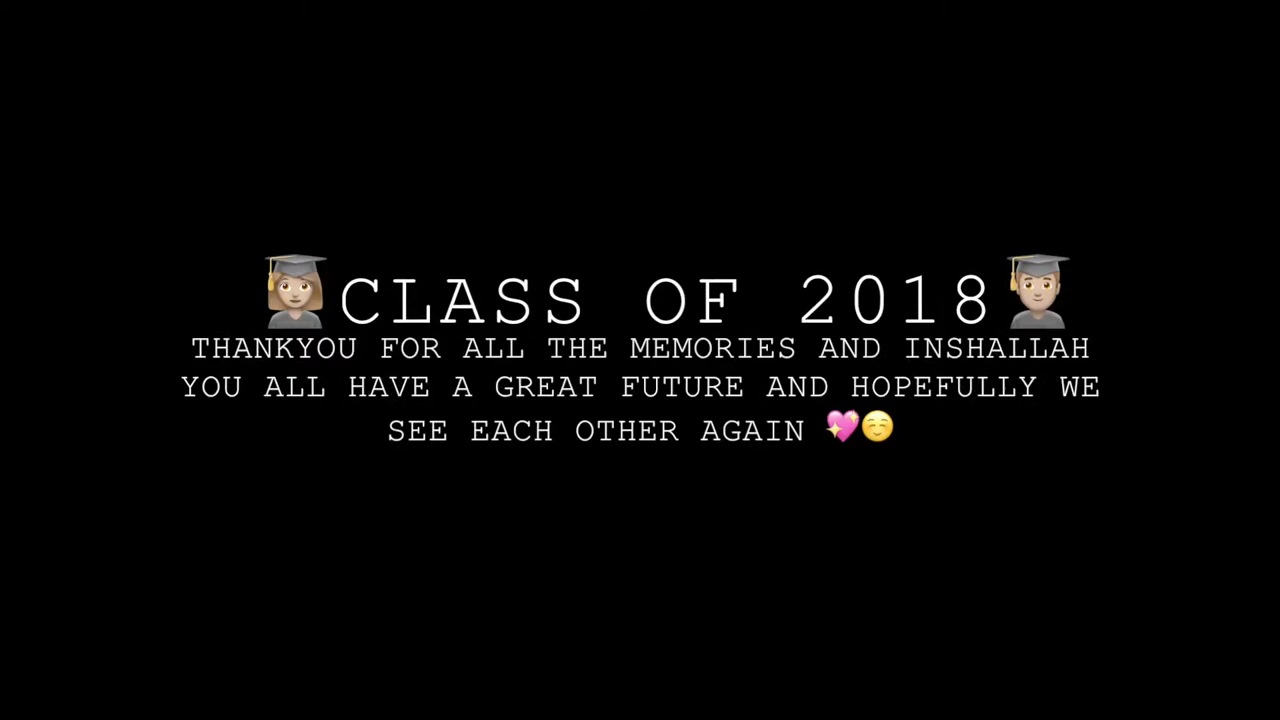 👩🏼‍🎓CLASS OF 2018👨🏼‍🎓
THANKYOU FOR ALL THE MEMORIES AND INSHALLAH
YOU ALL HAVE A GREAT FUTURE AND HOPEFULLY WE
SEE EACH OTHER AGAIN 💖☺️